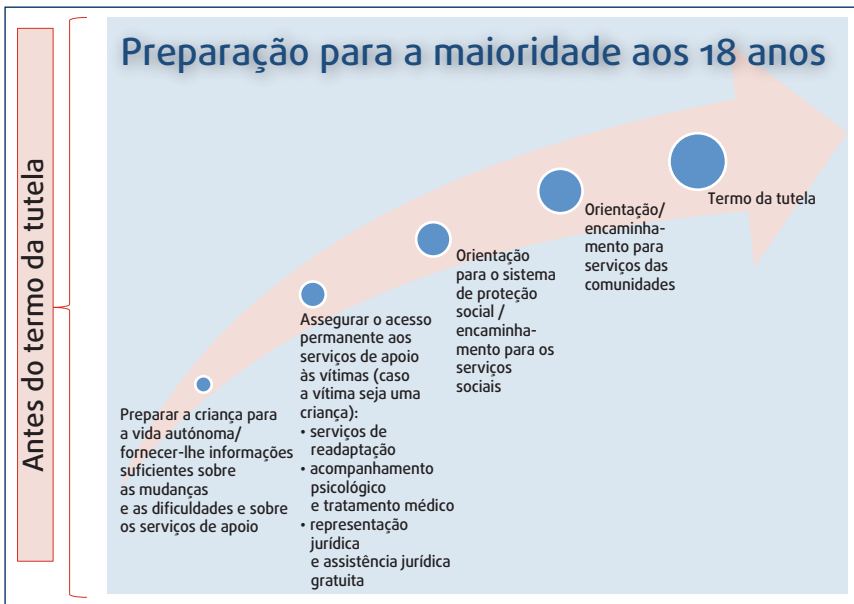 Preparação para a maioridade aos 18 anos
Antes do termo da tutela
Preparar a criança para
a vida autónoma/
fornecer-lhe informações
suficientes sobre
as mudanças
e as dificuldades e sobre
os serviços de apoio
Assegurar o acesso
permanente aos
serviços de apoio
às vítimas (caso
a vítima seja uma
criança):
• serviços de
readaptação
• acompanhamento
psicológico
e tratamento médico
• representação
jurídica
e assistência jurídica
gratuita
Orientação
para o sistema
de proteção
social /
encaminha-
mento para os
serviços
sociais
Orientação/
encaminha-
mento para
serviços das
comunidades
Termo da tutela